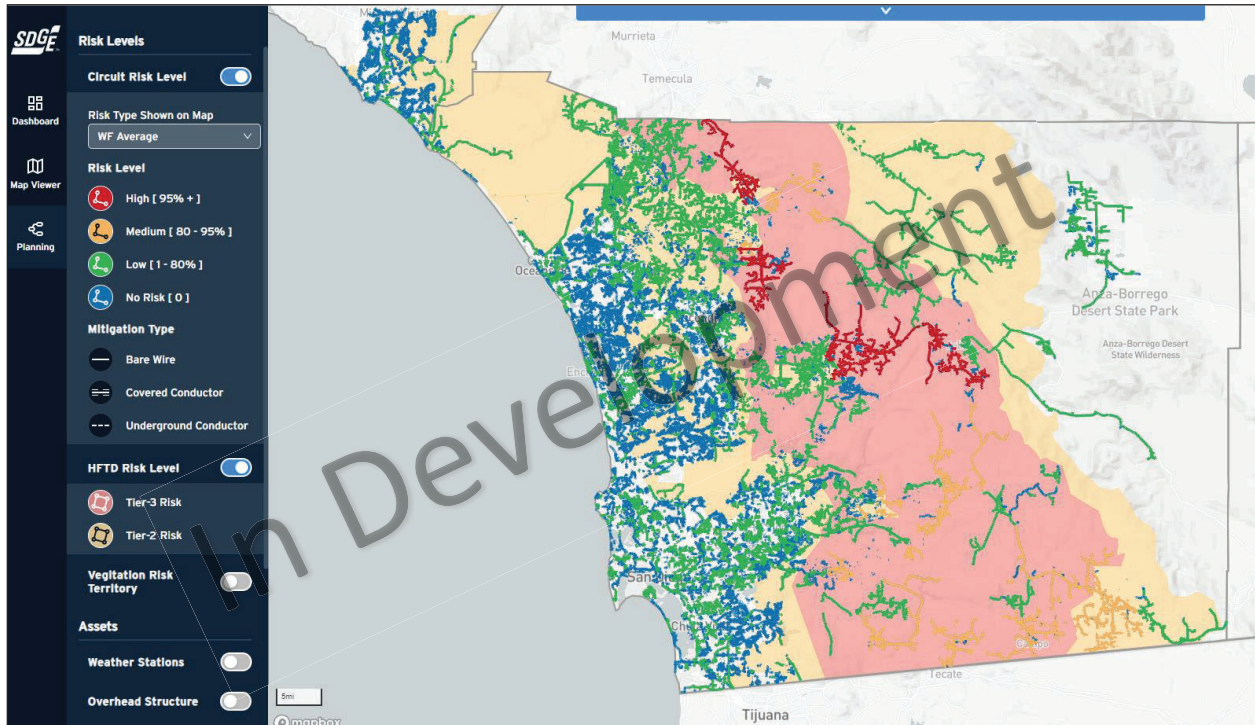 SDGE
Dashboard
Map Viewer
Planning
Risk Levels
Circuit Risk Level
Risk Type Shown on Map
WF Average
Risk Level
High [ 95% + ]
Medium [ 80 - 95% ]
Low [ 1 - 80% ]
No Risk [ 0 ]
Mitigation Type
Bare Wire
Covered Conductor
Underground Conductor
HFTD Risk Level
Tier-3 Risk
Tier-2 Risk
Vegitation Risk
Territory
Assets
Weather Stations
Overhead Structure
Murrieta
Temecula
Anza-Borrego
Desert State Park
Anza-Borrego Desert
State Wilderness
Campo
Tecate
Tijuana
5mi
mapbox
In Development